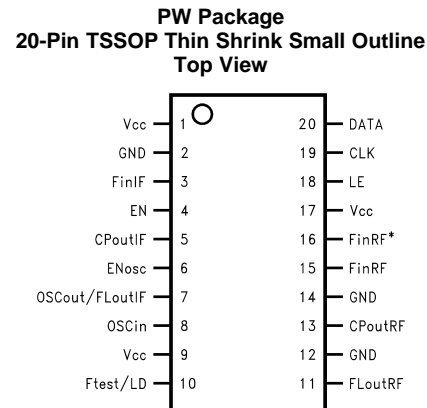 PW Package
20-Pin TSSOP Thin Shrink Small Outline
Top View
Vcc 1 20 DATA
GND 2 19 CLK
FinIF 3 18 LE
EN 4 17 Vcc
CPoutIF 5 16 FinRF*
ENosc 6 15 FinRF
OSCout/FLoutIF 7 14 GND
OSCin 8 13 CPoutRF
Vcc 9 12 GND
Ftest/LD 10 11 FLoutRF